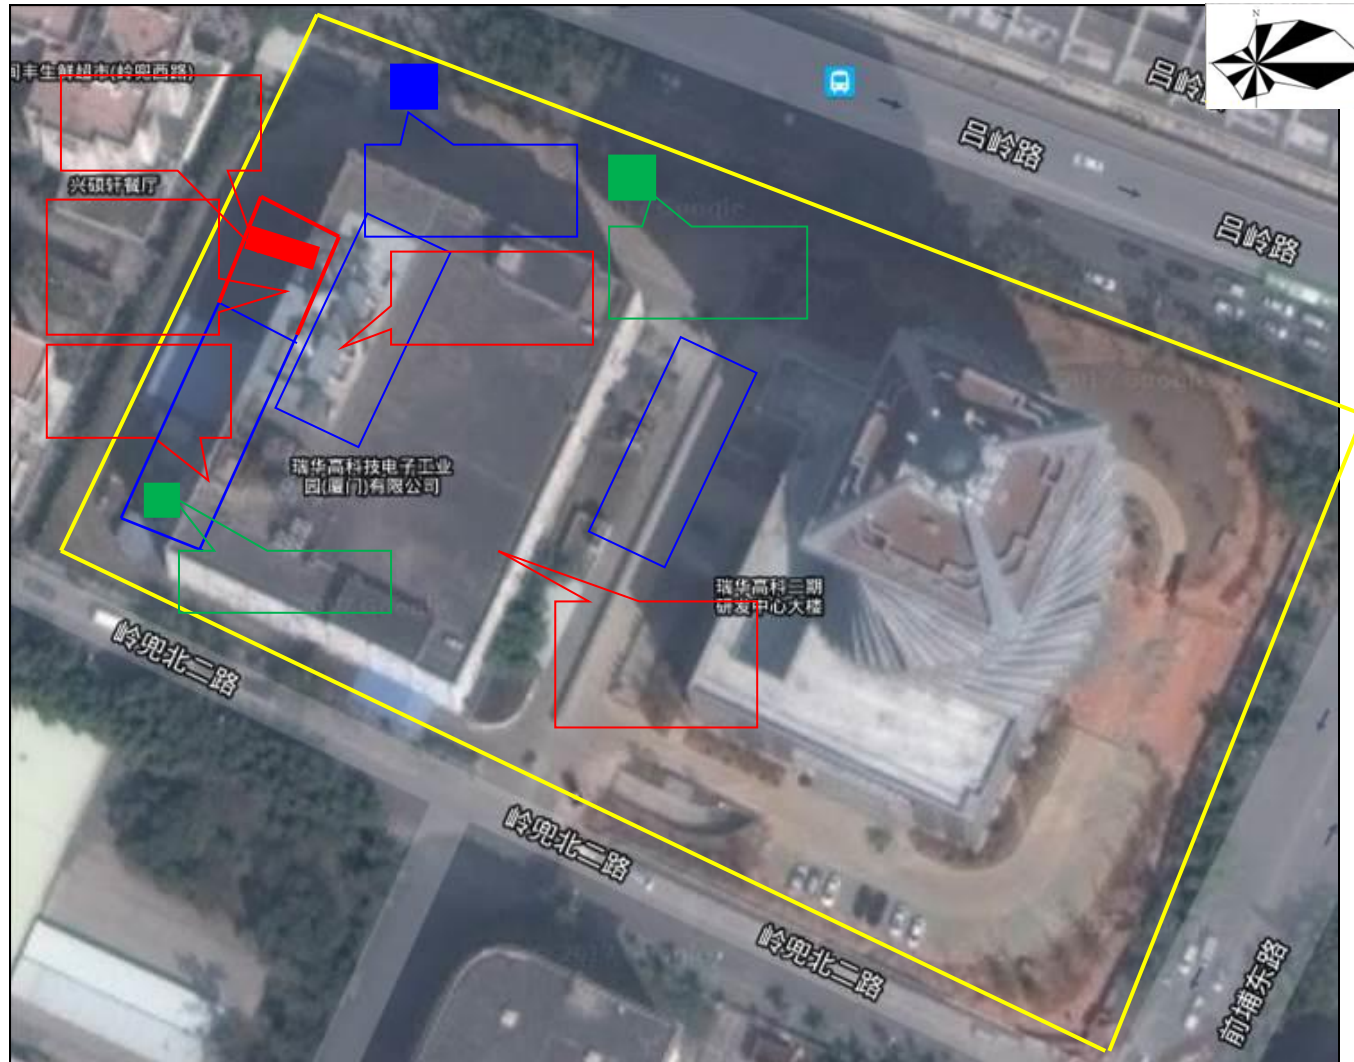 N
司丰生鲜超市(岭兜西路)
吕岭
吕岭路
兴硕轩餐厅
吕岭路
瑞华高科技电子工业
园(厦门)有限公司
瑞华高科二期
研发中心大楼
岭兜北二路
岭兜北二路
岭兜北二路
前埔东路